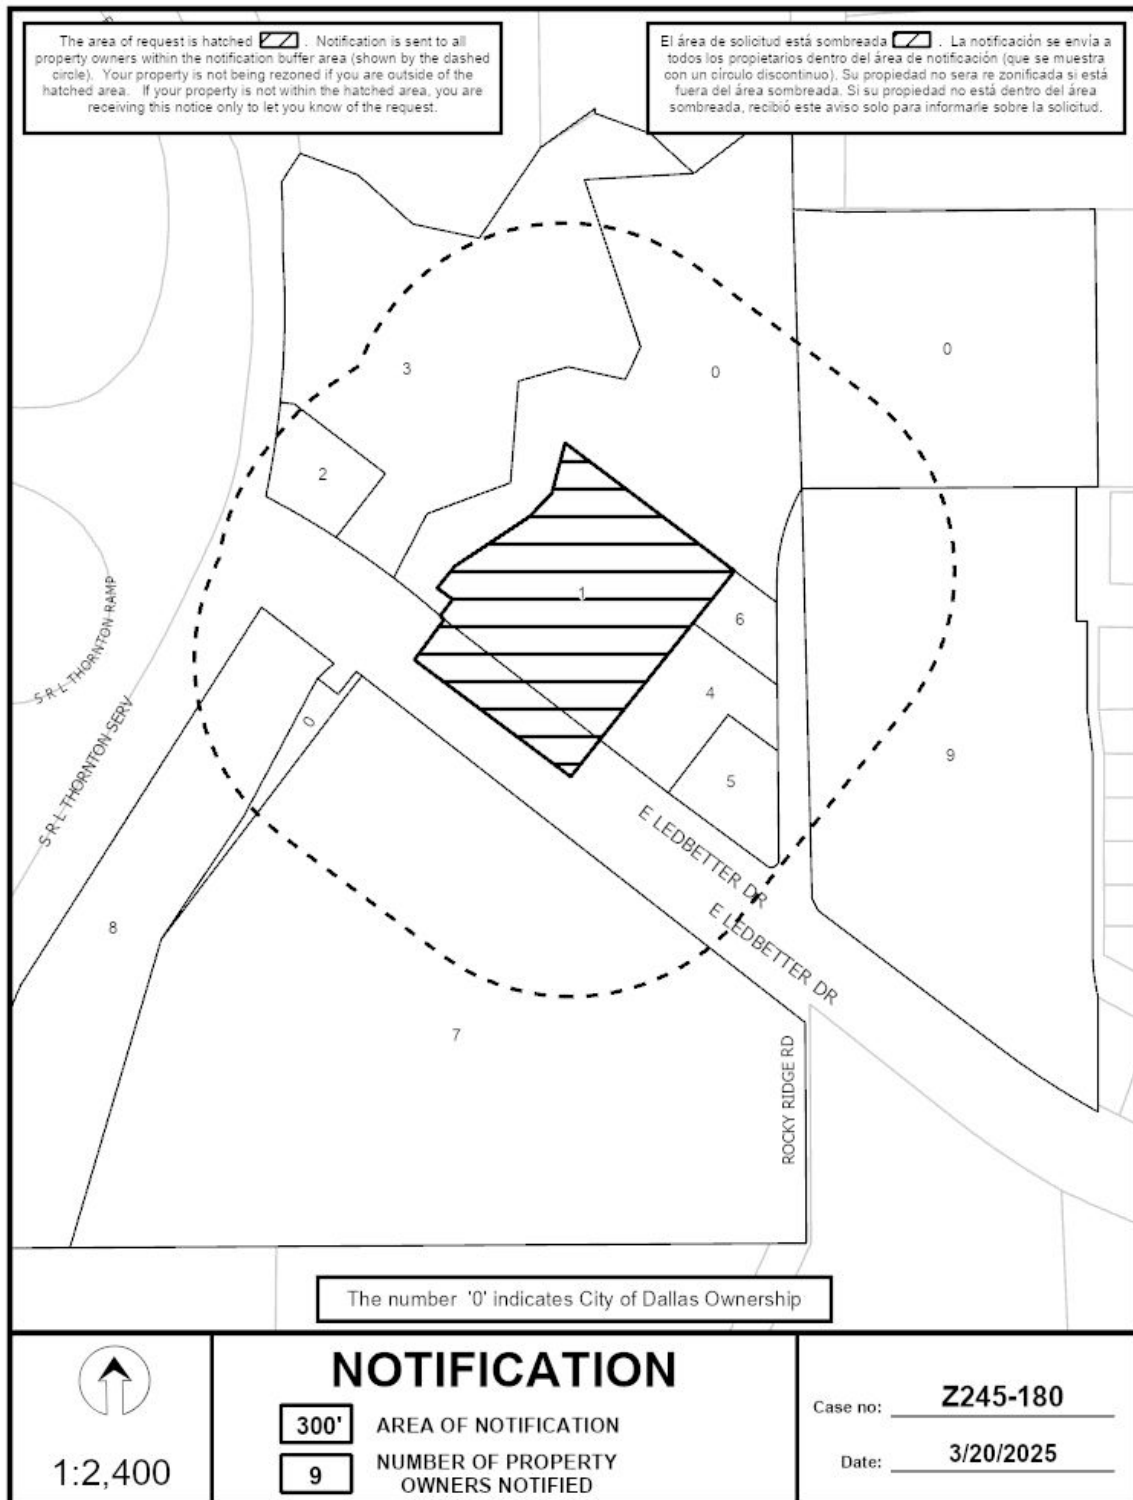 The area of request is hatched . Notification is sent to all
property owners within the notification buffer area (shown by the dashed
circle). Your property is not being rezoned if you are outside of the
hatched area. If your property is not within the hatched area, you are
receiving this notice only to let you know of the request.
El área de solicitud está sombreada . La notificación se envía a
todos los propietarios dentro del área de notificación (que se muestra
con un círculo discontinuo). Su propiedad no sera re zonificada si está
fuera del área sombreada. Si su propiedad no está dentro del área
sombreada, recibió este aviso solo para informarle sobre la solicitud.
0
3
0
2
1
6
S R L THORNTON RAMP
4
0
S R L THORNTON SERV
9
5
E LEDBETTER DR
8
E LEDBETTER DR
7
ROCKY RIDGE RD
The number '0' indicates City of Dallas Ownership
1:2,400
NOTIFICATION
300' AREA OF NOTIFICATION
9 NUMBER OF PROPERTY
OWNERS NOTIFIED
Case no: Z245-180
Date: 3/20/2025